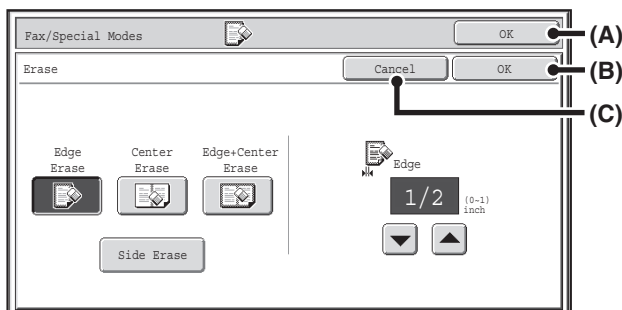 Fax/Special Modes
OK
(A)
Erase
Cancel
OK
(B)
(C)
Edge
Erase
Center
Erase
Edge+Center
Erase
Side Erase
Edge
1/2
(0~1)
inch